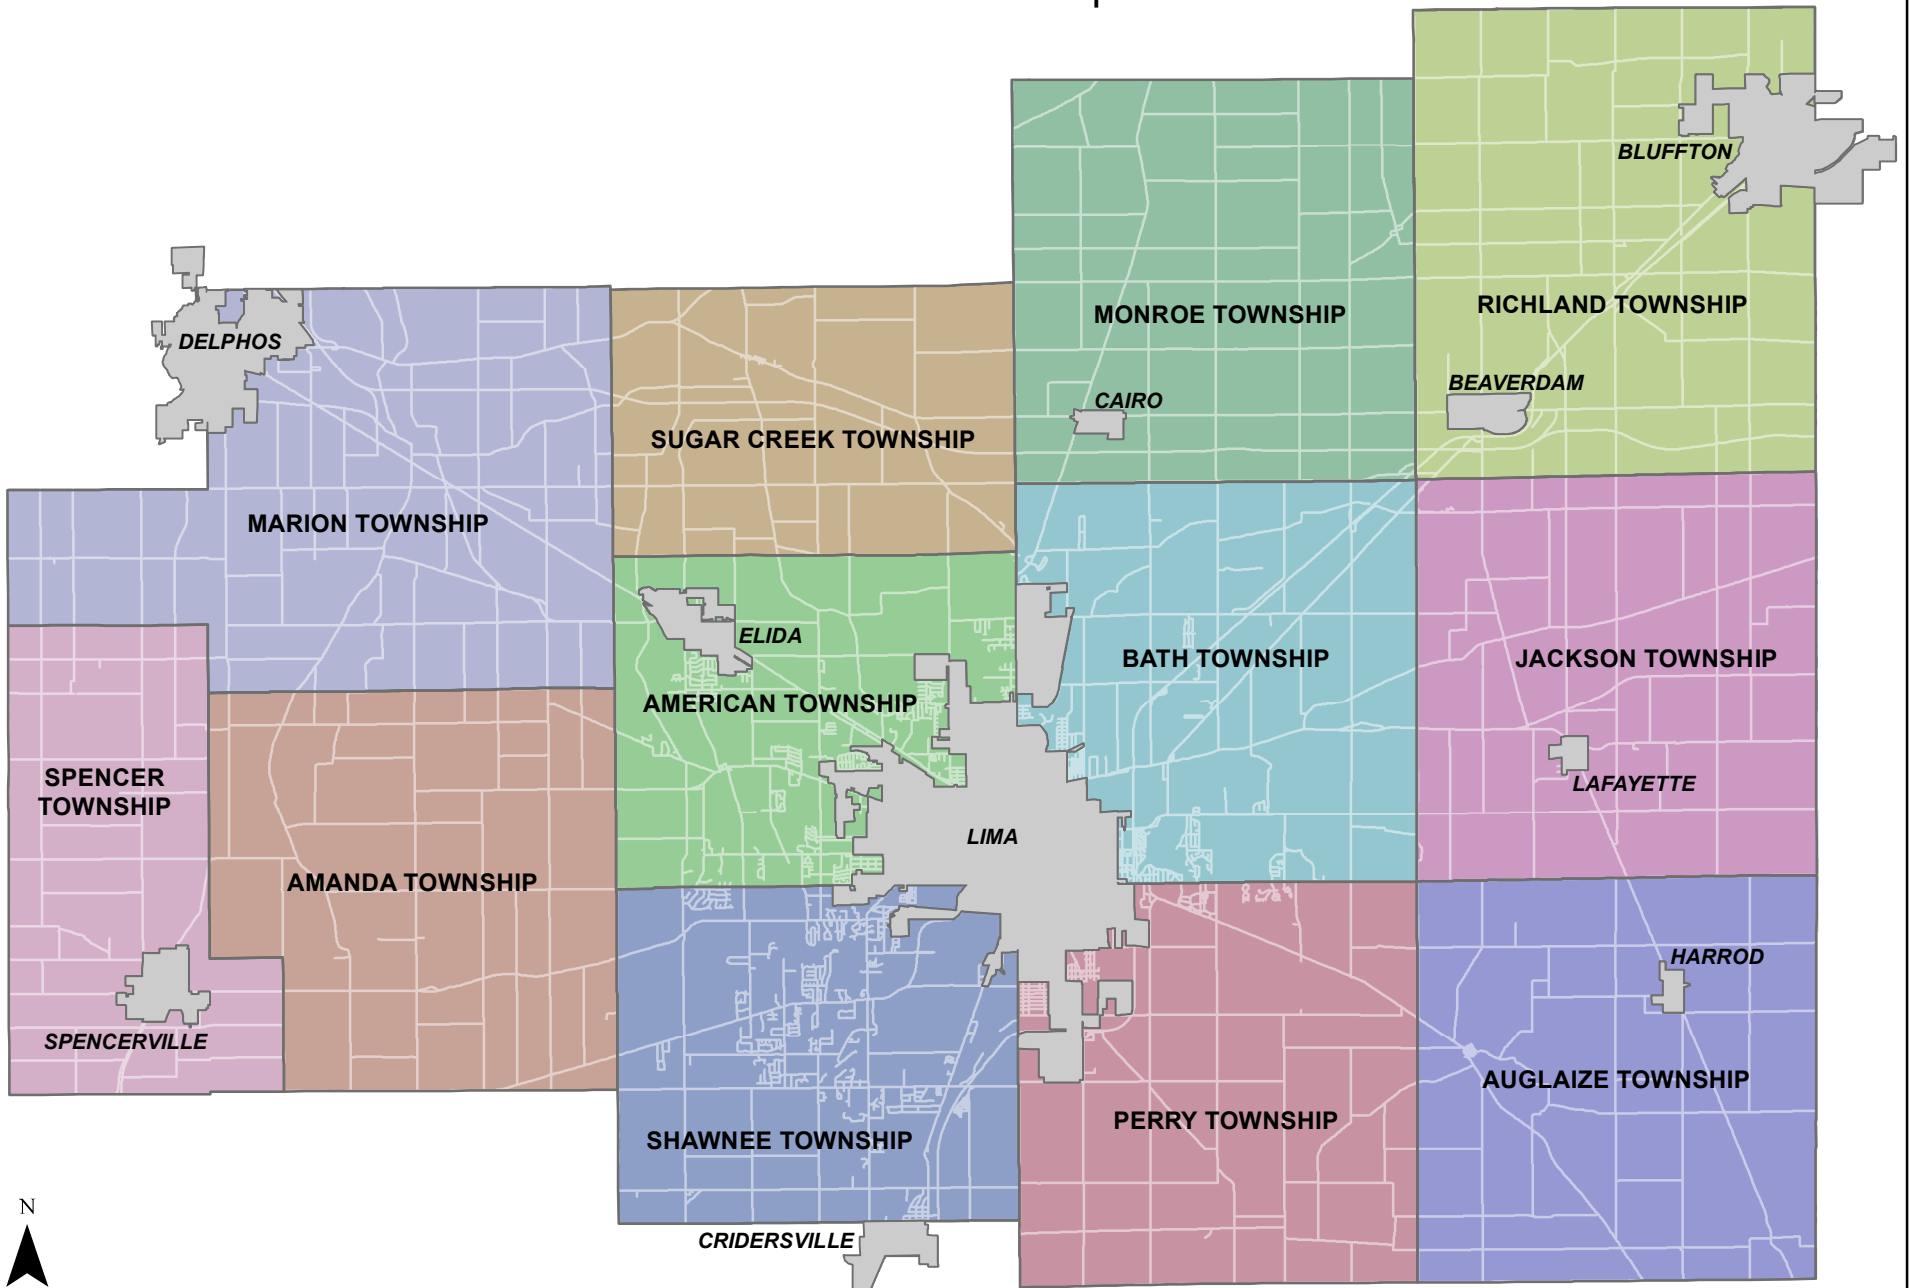 BLUFFTON
RICHLAND TOWNSHIP
MONROE TOWNSHIP
DELPHOS
BEAVERDAM
CAIRO
SUGAR CREEK TOWNSHIP
MARION TOWNSHIP
ELIDA
BATH TOWNSHIP
JACKSON TOWNSHIP
AMERICAN TOWNSHIP
SPENCER
TOWNSHIP
LAFAYETTE
LIMA
AMANDA TOWNSHIP
HARROD
SPENCERVILLE
AUGLAIZE TOWNSHIP
PERRY TOWNSHIP
SHAWNEE TOWNSHIP
N
CRIDERSVILLE